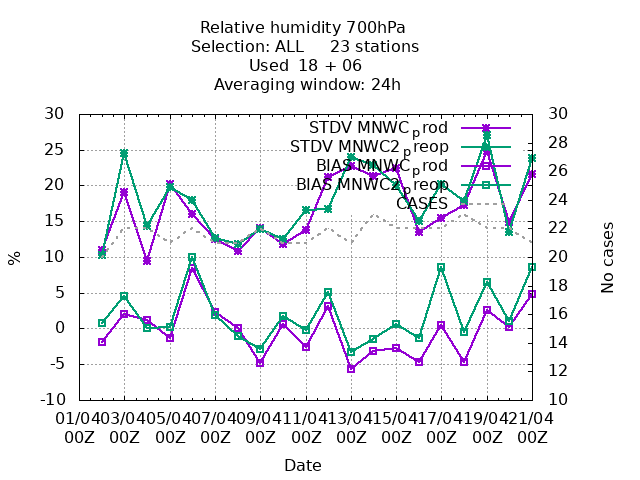 Relative humidity 700hPa
Selection: ALL 23 stations
Used 18 + 06
Averaging window: 24h
30 30
25 28
20 26
15 24
10 22
5 20
0 18
-5 16
-10 14
12
10
STDV MNWC_prod
STDV MNWC2_preop
BIAS MNWC_prod
BIAS MNWC2_preop
CASES
%
No cases
01/04 03/04 05/04 07/04 09/04 11/04 13/04 15/04 17/04 19/04 21/04
00Z 00Z 00Z 00Z 00Z 00Z 00Z 00Z 00Z 00Z 00Z
Date